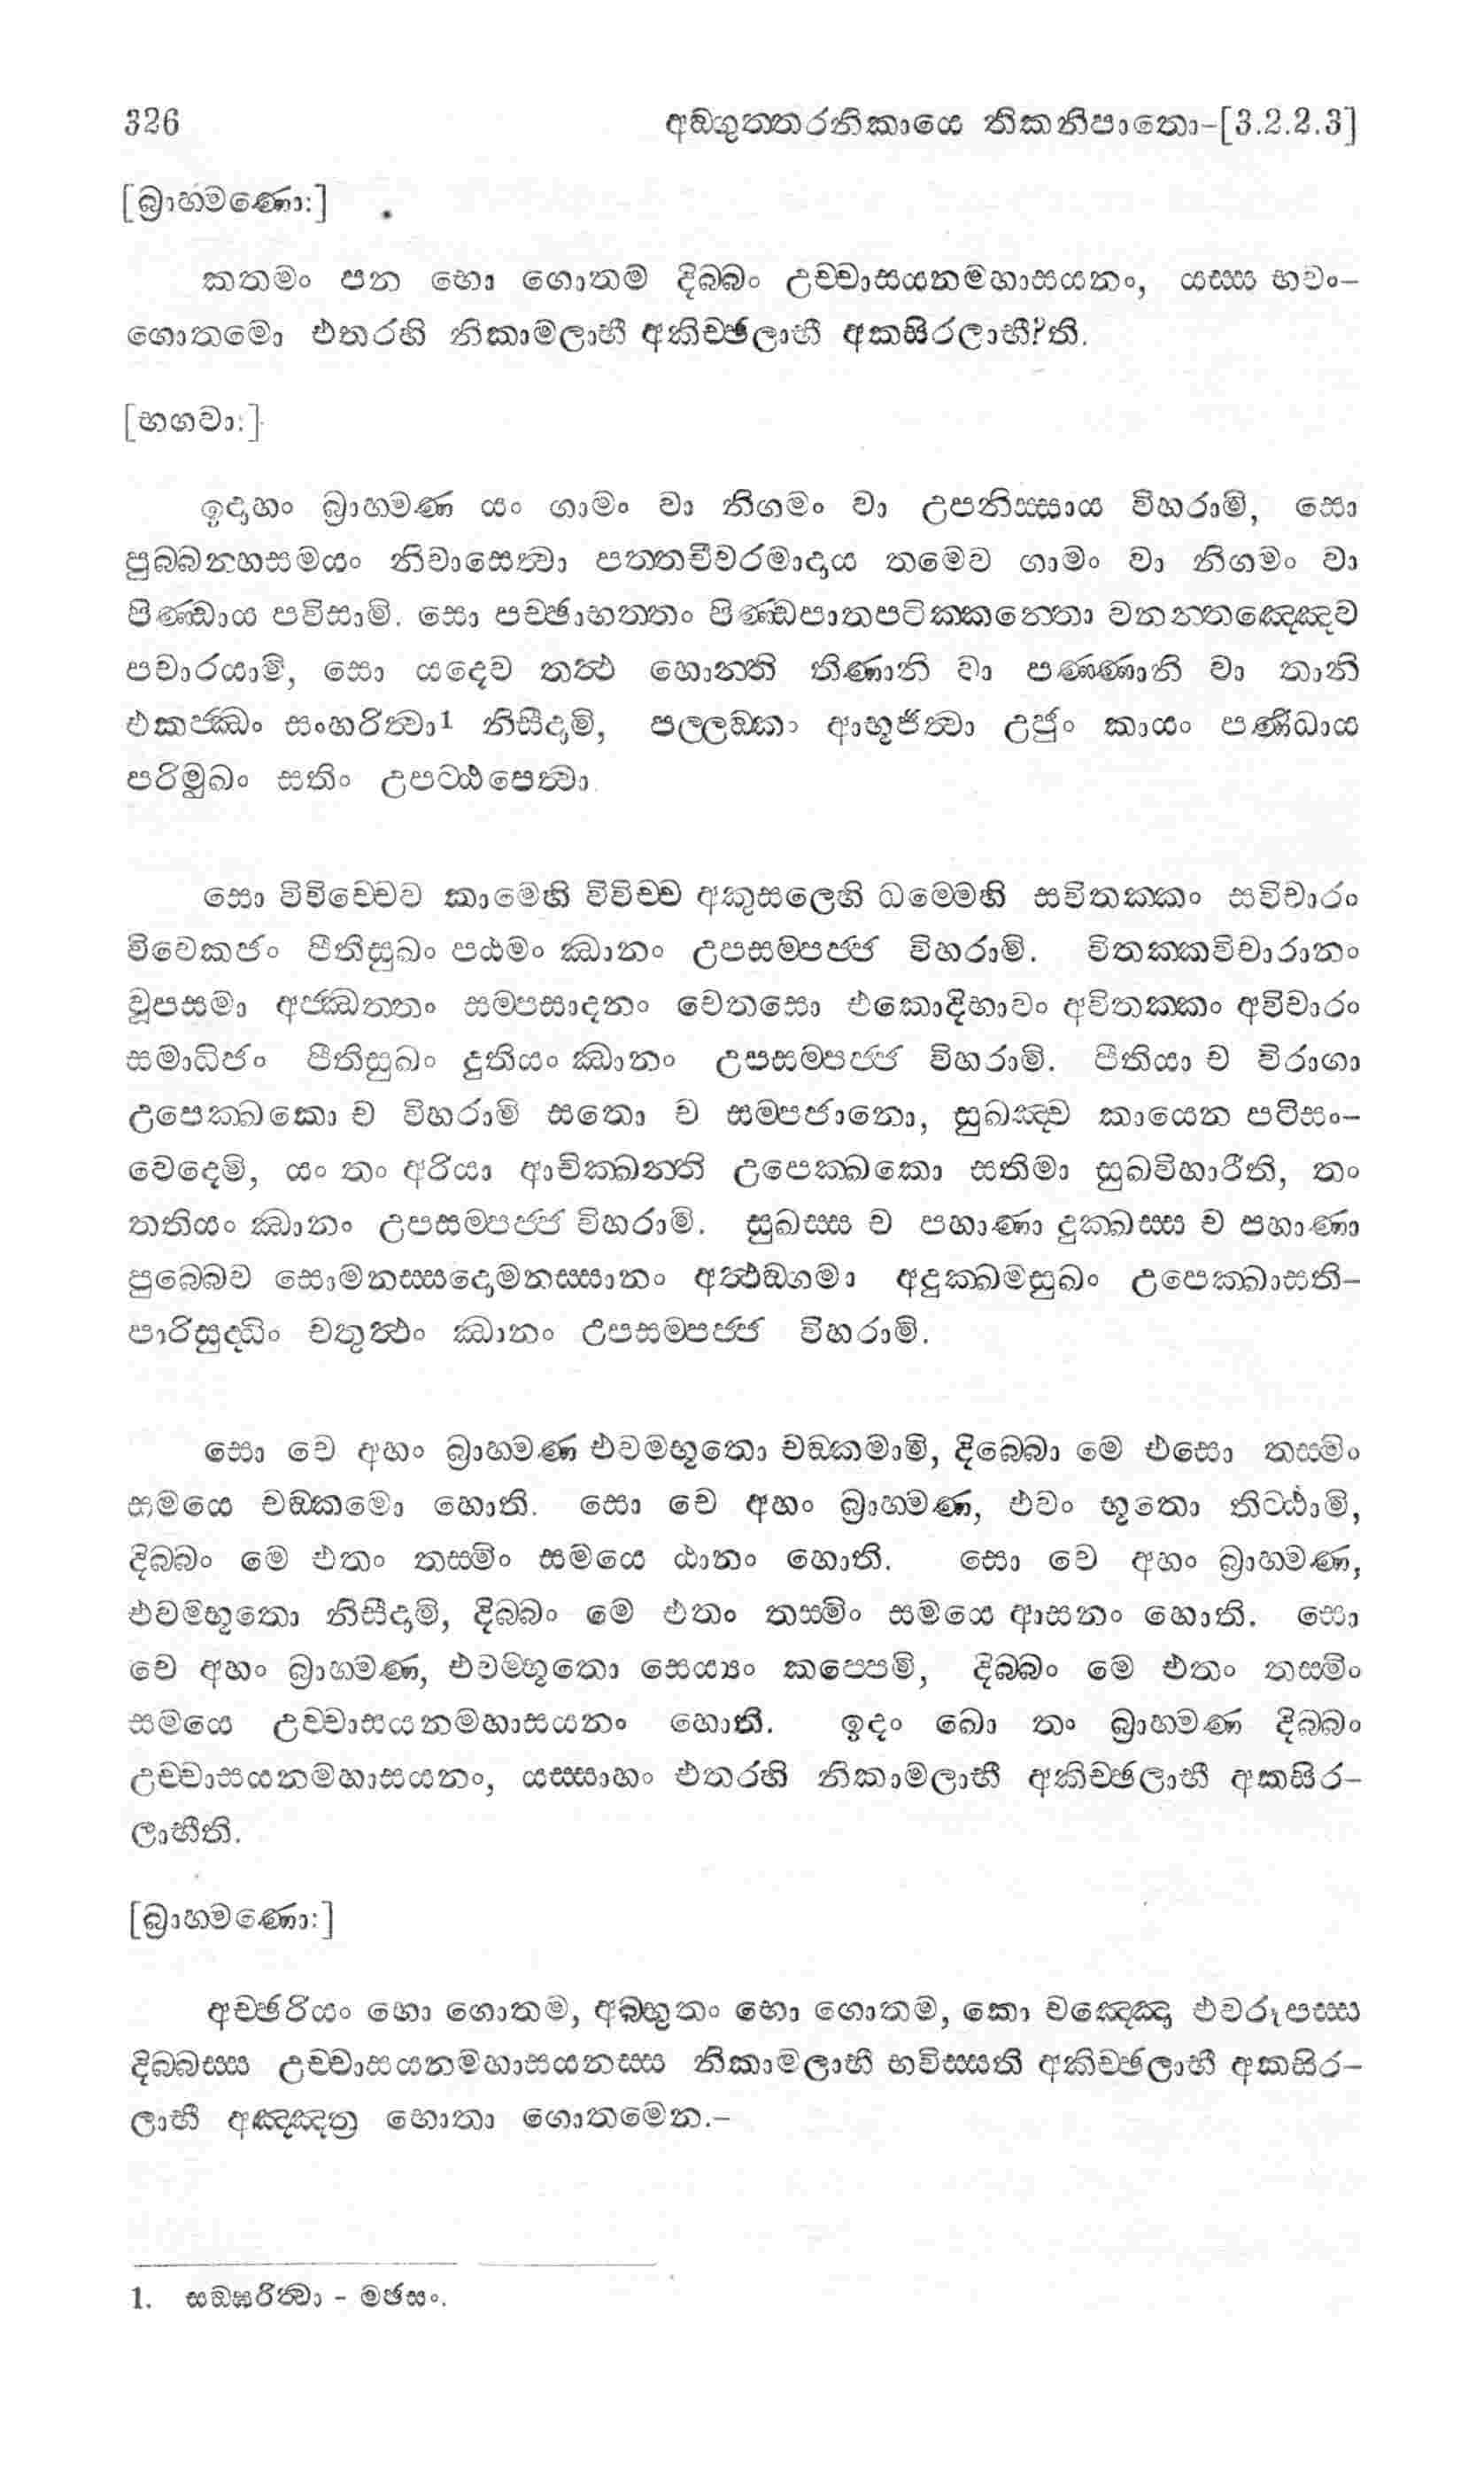 326 අඞ්ගුත්තරනිකායෙ තිකනිපාතො-[3.2.2.3]
[බ්‍රාහ්මණො:]
කතමං පන භො ගොතම දිබ්බං උච්චාසයනමහාසයනං, යස්ස භවං-
ගොතමො එතරහි නිකාමලාභී අකිච්ඡලාභී අකසිරලාභී?ති.
[භගවා:]
ඉදාහං බ්‍රාහ්මණ යං ගාමං වා නිගමං වා උපනිස්සාය විහරාමි, සො
පුබ්බන්හසමයං නිවාසෙත්‍වා පත්තචීවරමාදාය තමෙව ගාමං වා නිගමං වා
පිණ්ඩාය පවිසාමි. සො පච්ඡාභත්තං පිණ්ඩපාතපටික්කන්තො වනන්තඤ්ඤෙව
පචාරයාමි, සො යදෙව තත්‍ථ හොන්ති තිණානි වා පණ්ණානි වා තානි
එකජ්ඣං සංහරිත්‍වා1 නිසීදාමි, පල්ලඞ්කං ආභුජිත්‍වා උජුං කායං පණිධාය
පරිමුඛං සතිං උපට්ඨපෙත්‍වා.
සො විවිච්චෙව කාමෙහි විවිච්ච අකුසලෙහි ධම්මෙහි සවිතක්කං සවිචාරං
විවෙකජං පීතිසුඛං පඨමං ඣානං උපසම්පජ්ජ විහරාමි. විතක්කවිචාරානං
වූපසමා අජ්ඣත්තං සම්පසාදනං චෙතසො එකොදිභාවං අවිතක්කං අවිචාරං
සමාධිජං පීතිසුඛං දුතියං ඣානං උපසම්පජ්ජ විහරාමි. පීතියා ච විරාගා
උපෙක්ඛකො ච විහරාමි සතො ච සම්පජානො, සුඛඤ්ච කායෙන පටිසං-
වෙදෙමි, යං තං අරියා ආචික්ඛන්ති උපෙක්ඛකො සතිමා සුඛවිහාරීති, තං
තතියං ඣානං උපසම්පජ්ජ විහරාමි. සුඛස්ස ච පහාණා දුක්ඛස්ස ච පහාණා
පුබ්බෙව සොමනස්සදොමනස්සානං අත්‍ථඞ්ගමා අදුක්ඛමසුඛං උපෙක්ඛාසති-
පාරිසුද්ධිං චතුත්‍ථං ඣානං උපසම්පජ්ජ විහරාමි.
සො චෙ අහං බ්‍රාහ්මණ එවම්භූතො චඞ්කමාමි, දිබ්බො මෙ එසො තස්මිං
සමයෙ චඞ්කමො හොති. සො චෙ අහං බ්‍රාහ්මණ, එවං භූතො තිට්ඨාමි,
දිබ්බං මෙ එතං තස්මිං සමයෙ ඨානං හොති. සො චෙ අහං බ්‍රාහ්මණ,
එවම්භූතො නිසීදාමි, දිබ්බං මෙ එතං තස්මිං සමයෙ ආසනං හොති. සො
චෙ අහං බ්‍රාහ්මණ, එවම්භූතො සෙය්‍යං කප්පෙමි, දිබ්බං මෙ එතං තස්මිං
සමයෙ උච්චාසයනමහාසයනං හොති. ඉදං ඛො තං බ්‍රාහ්මණ දිබ්බං
උච්චාසයනමහාසයනං, යස්සාහං එතරහි නිකාමලාභී අකිච්ඡලාභී අකසිර-
ලාභීති.
[බ්‍රාහ්මණො:]
අච්ඡරියං භො ගොතම, අබ්භුතං භො ගොතම, කො චඤ්ඤො එවරූපස්ස
දිබ්බස්ස උච්චාසයනමහාසයනස්ස නිකාමලාභී භවිස්සති අකිච්ඡලාභී අකසිර-
ලාභී අඤ්ඤත්‍ර භොතා ගොතමෙන.-
1. සඞ්ඝරිත්‍වා - මඡසං.